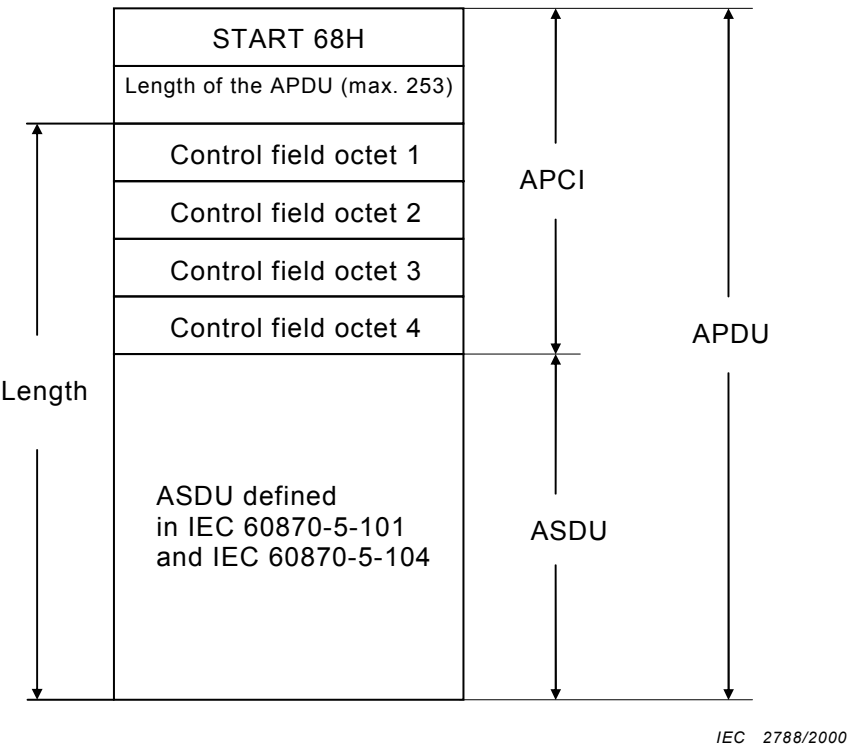 START 68H
Length of the APDU (max. 253)
Control field octet 1
Control field octet 2
Control field octet 3
Control field octet 4
APCI
APDU
Length
ASDU defined
in IEC 60870-5-101
and IEC 60870-5-104
ASDU
IEC 2788/2000